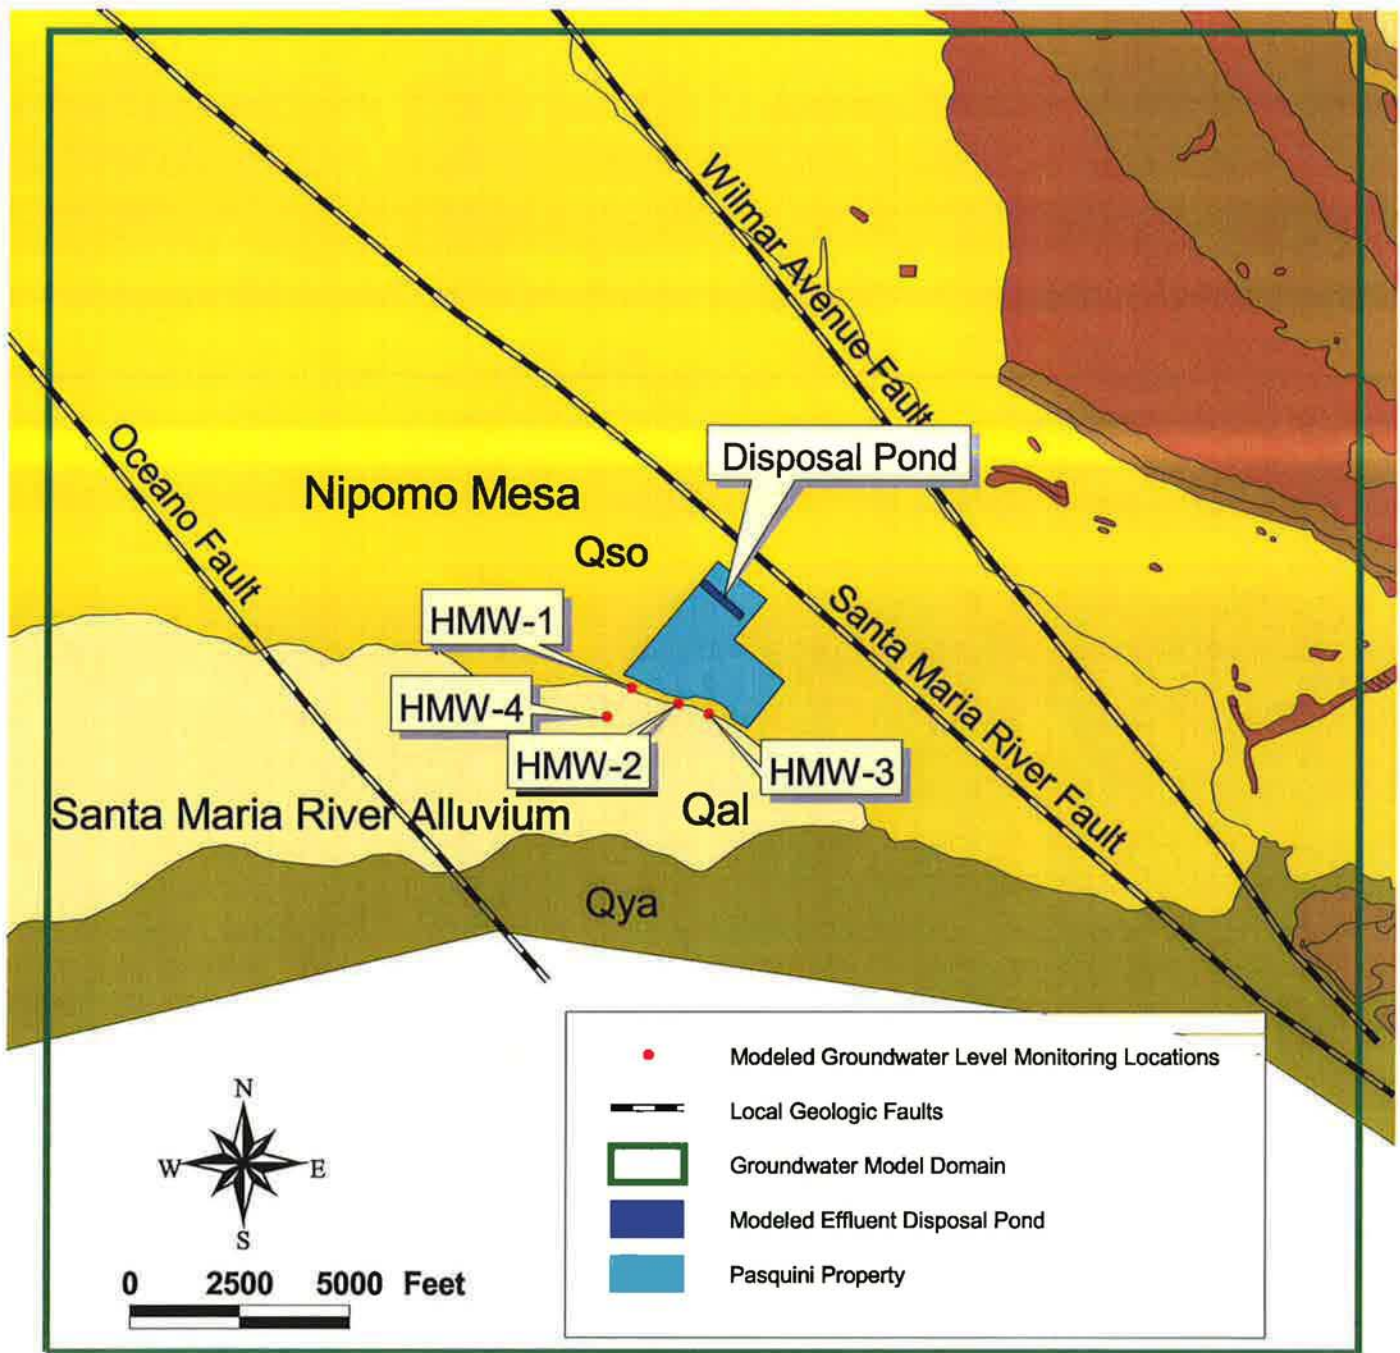 Wilmar Avenue Fault
Disposal Pond
Oceano Fault
Nipomo Mesa
Qso
HMW-1
Santa Maria River Fault
HMW-4
HMW-2
HMW-3
Santa Maria River Alluvium
Qal
Qya
Modeled Groundwater Level Monitoring Locations
Local Geologic Faults
Groundwater Model Domain
Modeled Effluent Disposal Pond
Pasquini Property
N
W E
S
0 2500 5000 Feet